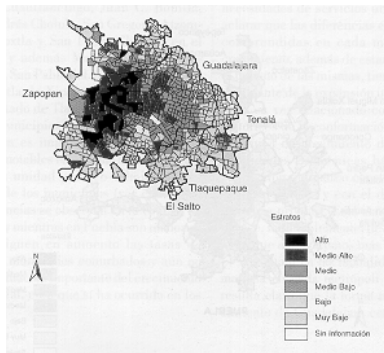 Guadalajara
Zapopan
Tonalá
Tlaquepaque
El Salto
Estratos
N
Alto
Medio Alto
Medio
Medio Bajo
Bajo
Muy Bajo
Sin información